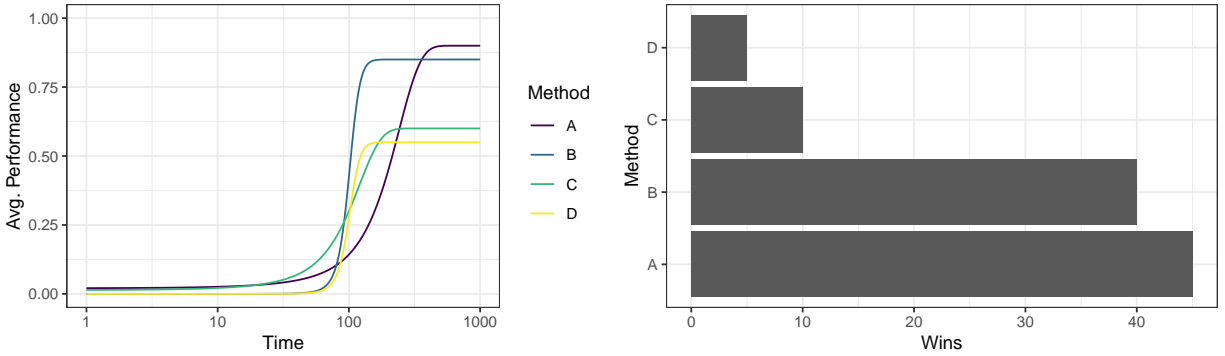 1.00
0.75
0.50
0.25
0.00
Avg. Performance
1 10 100 1000
Time
Method
A
B
C
D
Method
D
C
B
A
0 10 20 30 40
Wins